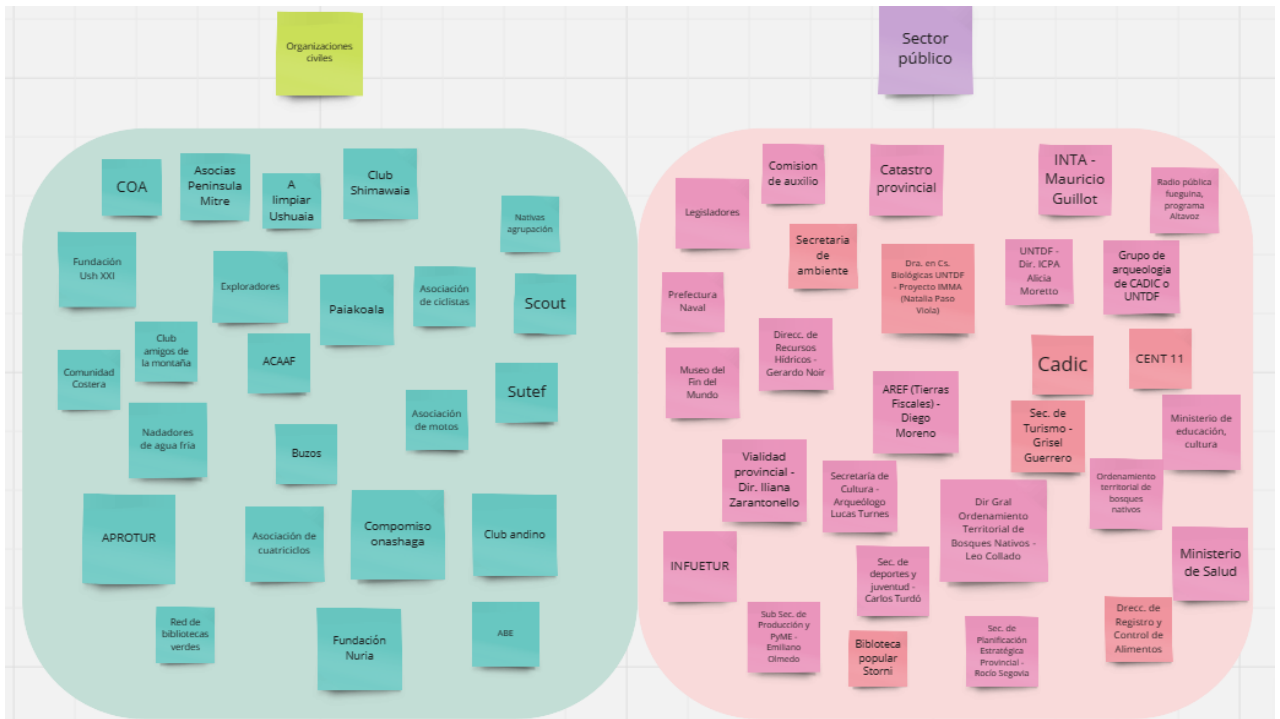 Organizaciones
civiles
COA
Asocias
Peninsula
Mitre
A
limpiar
Ushuaia
Club
Shimawaia
Nativas
agrupación
Fundación
Ush XXI
Exploradores
Paiakoala
Asociación
de ciclistas
Scout
Club
amigos de
la montaña
ACAAF
Comunidad
Costera
Sutef
Asociación
de motos
Nadadores
de agua fria
Buzos
APROTUR
Asociación de
cuatriciclos
Compomiso
onashaga
Club andino
Red de
bibliotecas
verdes
Fundación
Nuria
ABE
Sector
público
Legisladores
Comision
de auxilio
Catastro
provincial
INTA -
Mauricio
Guillot
Radio pública
fueguina,
programa
Altavoz
Secretaria
de
ambiente
Dra. en Cs.
Biológicas UNTDF
- Proyecto IMMA
(Natalia Paso
Viola)
UNTDF -
Dir. ICPA
Alicia
Moretto
Grupo de
arqueologia
de CADIC o
UNTDF
Prefectura
Naval
Direcc. de
Recursos
Hídricos -
Gerardo Noir
Cadic
CENT 11
Museo del
Fin del
Mundo
AREF (Tierras
Fiscales) -
Diego
Moreno
Sec. de
Turismo -
Grisel
Guerrero
Ministerio de
educación,
cultura
Vialidad
provincial -
Dir. Iliana
Zarantonello
Secretaría de
Cultura -
Arqueólogo
Lucas Turnes
Dir Gral
Ordenamiento
Territorial de
Bosques Nativos -
Leo Collado
Ordenamiento
territorial de
bosques
nativos
INFUETUR
Sec. de
deportes y
juventud -
Carlos Turdó
Ministerio
de Salud
Sub Sec. de
Producción y
PyME -
Emiliano
Olmedo
Biblioteca
popular
Storni
Sec. de
Planificación
Estratégica
Provincial -
Rocío Segovia
Drecc. de
Registro y
Control de
Alimentos